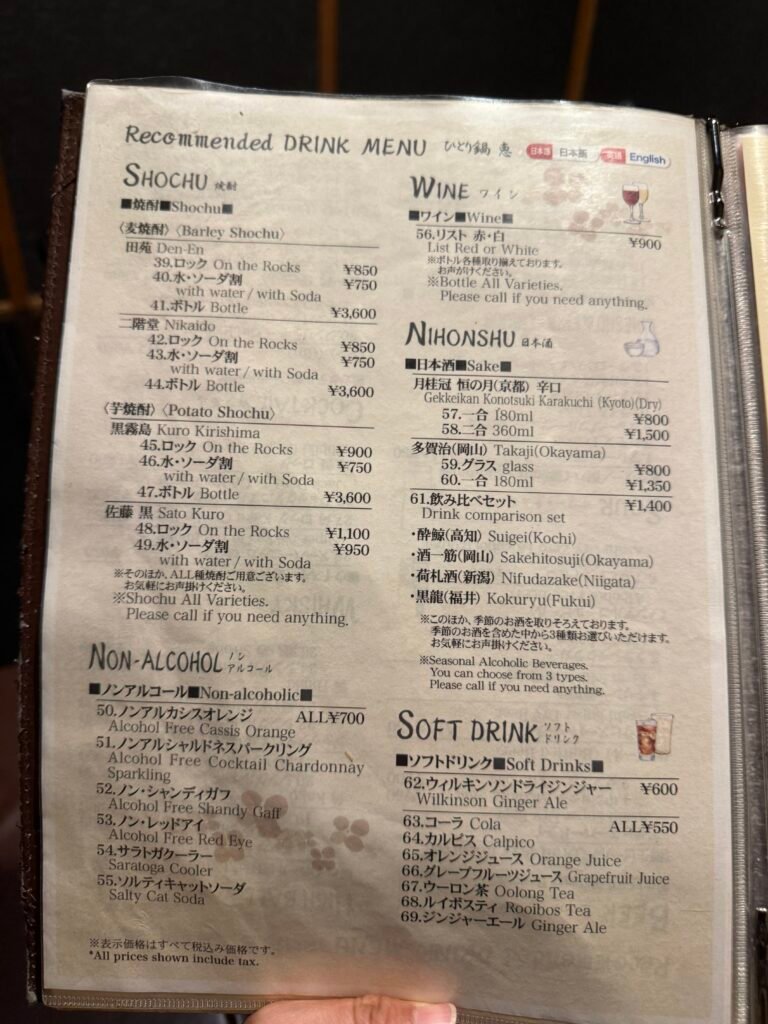 Recommended DRINK MENU ひとり鍋 恵 日本語 日本語 英語 English
SHOCHU 焼酎
■焼酎■Shochu■
〈麦焼酎〉〈Barley Shochu〉
田苑 Den-En
39.ロック On the Rocks ¥850
40.水・ソーダ割 ¥750
with water / with Soda
41.ボトル Bottle ¥3,600
二階堂 Nikaido
42.ロック On the Rocks ¥850
43.水・ソーダ割 ¥750
with water / with Soda
44.ボトル Bottle ¥3,600
〈芋焼酎〉〈Potato Shochu〉
黒霧島 Kuro Kirishima
45.ロック On the Rocks ¥900
46.水・ソーダ割 ¥750
with water / with Soda
47.ボトル Bottle ¥3,600
佐藤 黒 Sato Kuro
48.ロック On the Rocks ¥1,100
49.水・ソーダ割 ¥950
with water / with Soda
※そのほか、ALL種焼酎ご用意ございます。
お気軽にお声掛けください。
※Shochu All Varieties.
Please call if you need anything.
NON-ALCOHOL ノンアルコール
■ノンアルコール■Non-alcoholic■
50.ノンアルカシスオレンジ ALL¥700
Alcohol Free Cassis Orange
51.ノンアルシャルドネスパークリング
Alcohol Free Cocktail Chardonnay
Sparkling
52.ノン・シャンディガフ
Alcohol Free Shandy Gaff
53.ノン・レッドアイ
Alcohol Free Red Eye
54.サラトガクーラー
Saratoga Cooler
55.ソルティキャットソーダ
Salty Cat Soda
※表示価格はすべて税込み価格です。
*All prices shown include tax.
WINE ワイン
■ワイン■Wine■
56.リスト 赤・白 ¥900
List Red or White
※ボトル各種取り揃えております。
お声がけください。
※Bottle All Varieties.
Please call if you need anything.
NIHONSHU 日本酒
■日本酒■Sake■
月桂冠 恒の月(京都) 辛口
Gekkeikan Konotsuki Karakuchi (Kyoto)(Dry)
57.一合 180ml ¥800
58.二合 360ml ¥1,500
多賀治(岡山) Takaji(Okayama)
59.グラス glass ¥800
60.一合 180ml ¥1,350
61.飲み比べセット ¥1,400
Drink comparison set
・酔鯨(高知) Suigei(Kochi)
・酒一筋(岡山) Sakehitosuji(Okayama)
・荷札酒(新潟) Nifudazake(Niigata)
・黒龍(福井) Kokuryu(Fukui)
※このほか、季節のお酒を取りそろえております。
季節のお酒を含めた中から3種類お選びいただけます。
お気軽にお声掛けください。
※Seasonal Alcoholic Beverages.
You can choose from 3 types.
Please call if you need anything.
SOFT DRINK ソフトドリンク
■ソフトドリンク■Soft Drinks■
62.ウィルキンソンドライジンジャー ¥600
Wilkinson Ginger Ale
63.コーラ Cola ALL¥550
64.カルピス Calpico
65.オレンジジュース Orange Juice
66.グレープフルーツジュース Grapefruit Juice
67.ウーロン茶 Oolong Tea
68.ルイボスティ Rooibos Tea
69.ジンジャーエール Ginger Ale